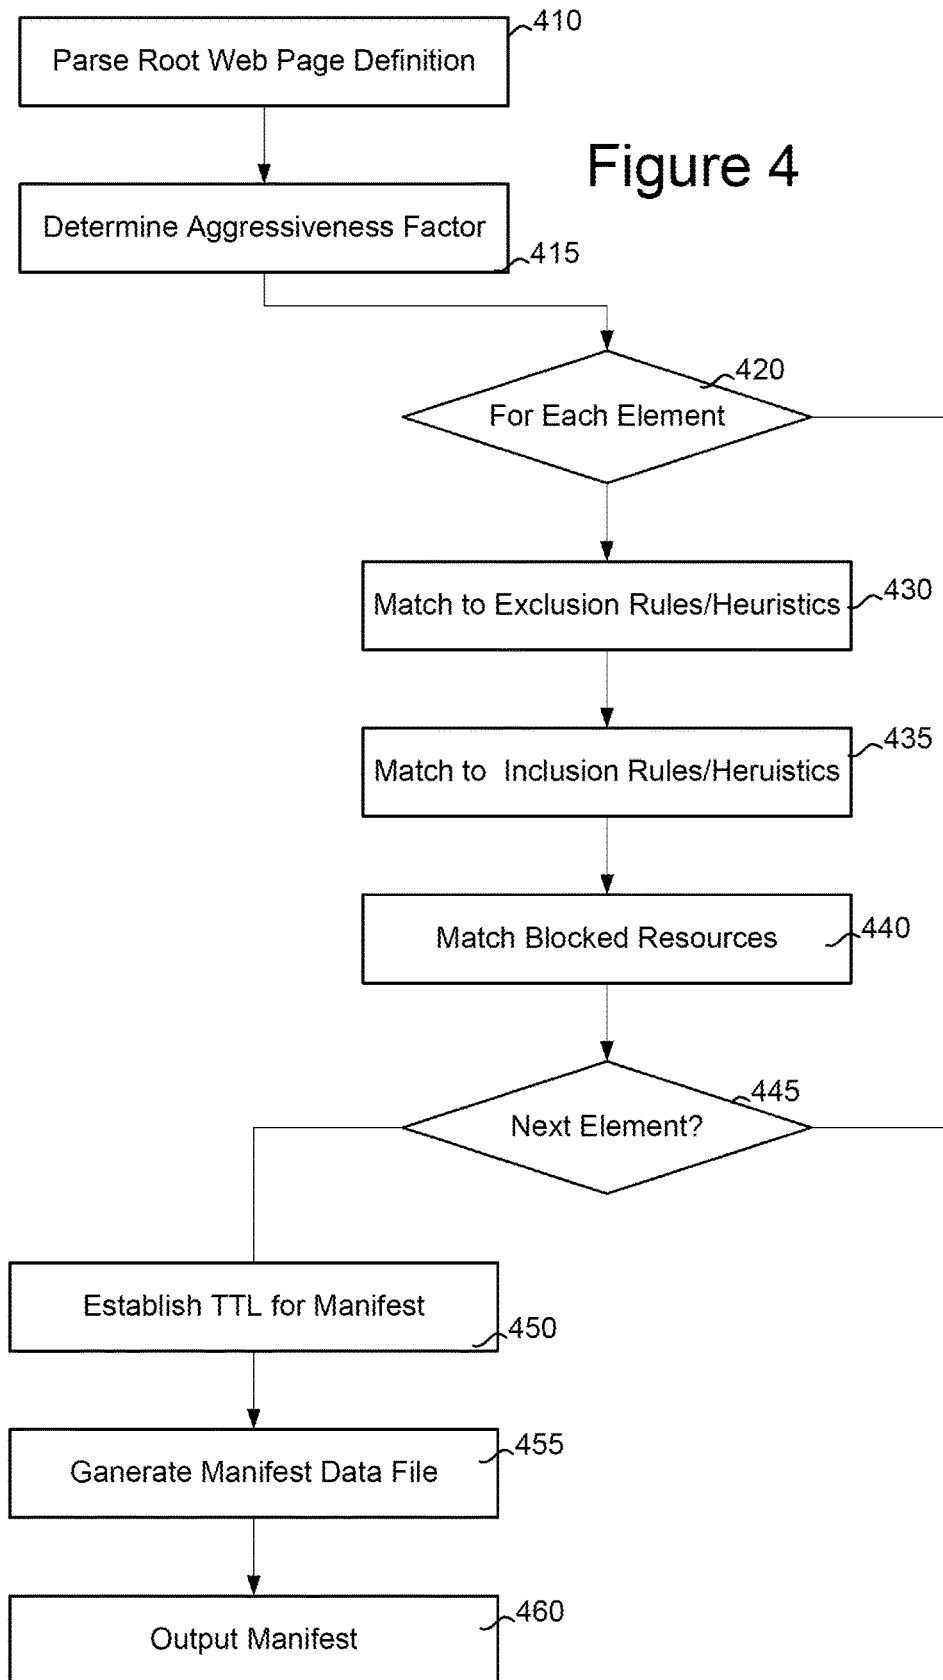 410
Parse Root Web Page Definition
Figure 4
Determine Aggressiveness Factor
415
420
For Each Element
Match to Exclusion Rules/Heuristics
430
435
Match to Inclusion Rules/Heruistics
Match Blocked Resources
440
445
Next Element?
Establish TTL for Manifest
450
455
Ganerate Manifest Data File
460
Output Manifest